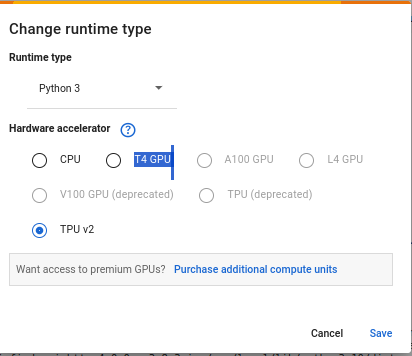 Change runtime type
Runtime type
Python 3
Hardware accelerator ?
CPU T4 GPU A100 GPU L4 GPU
V100 GPU (deprecated) TPU (deprecated)
TPU v2
Want access to premium GPUs? Purchase additional compute units
Cancel Save